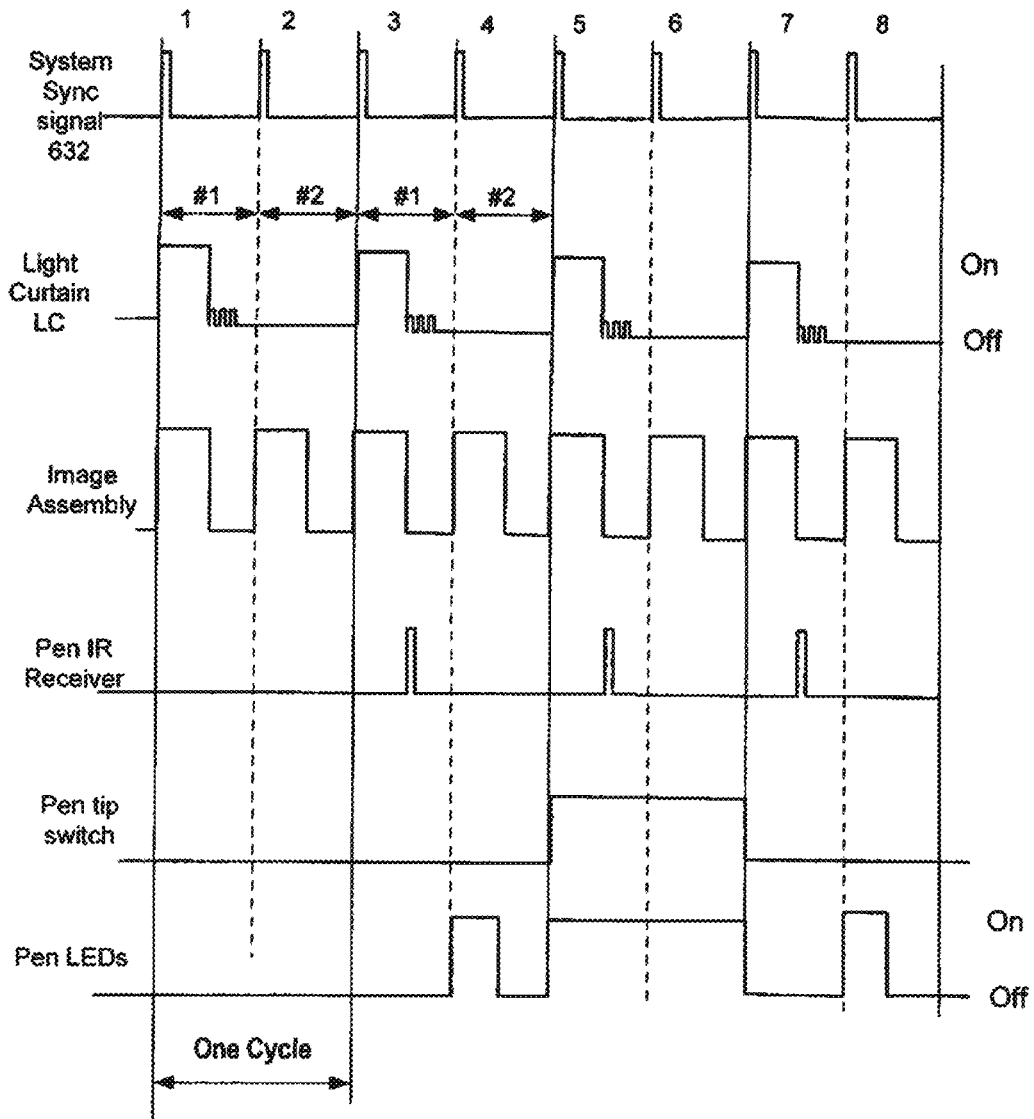 1 2 3 4 5 6 7 8
System
Sync
signal
632
#1 #2 #1 #2
Light
Curtain
LC
On
Off
Image
Assembly
Pen IR
Receiver
Pen tip
switch
Pen LEDs
On
Off
One Cycle